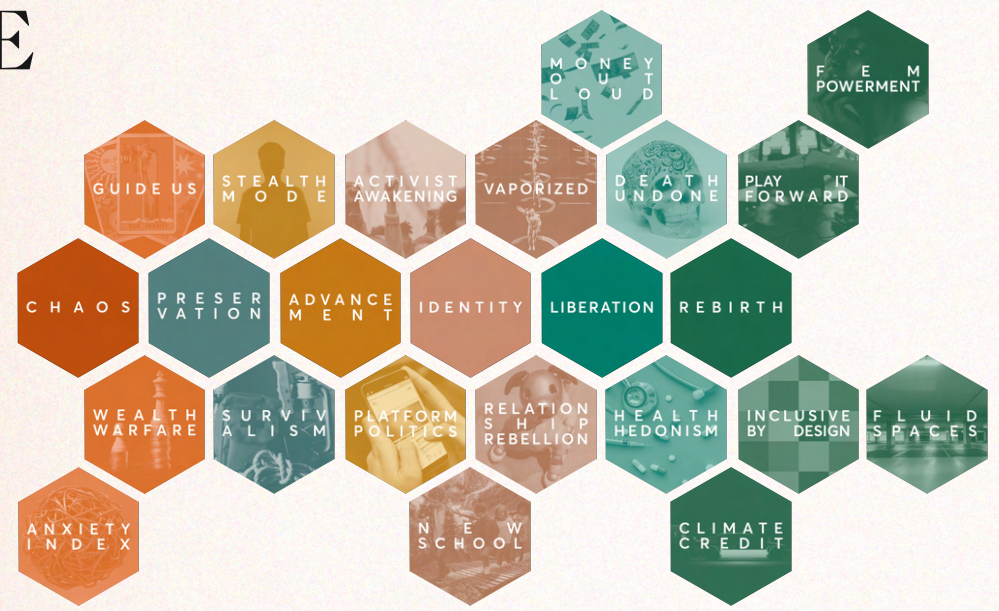 E
MONEY
OUT
LOUD
FEM
POWERMENT
GUIDE US
STEALTH
MODE
ACTIVIST
AWAKENING
VAPORIZED
DEATH
UNDONE
PLAY IT
FORWARD
CHAOS
PRESER
VATION
ADVANCE
MENT
IDENTITY
LIBERATION
REBIRTH
WEALTH
WARFARE
SURVIV
ALISM
PLATFORM
POLITICS
RELATION
SHIP
REBELLION
HEALTH
HEDONISM
INCLUSIVE
BY DESIGN
FLUID
SPACES
ANXIETY
INDEX
NEW
SCHOOL
CLIMATE
CREDIT